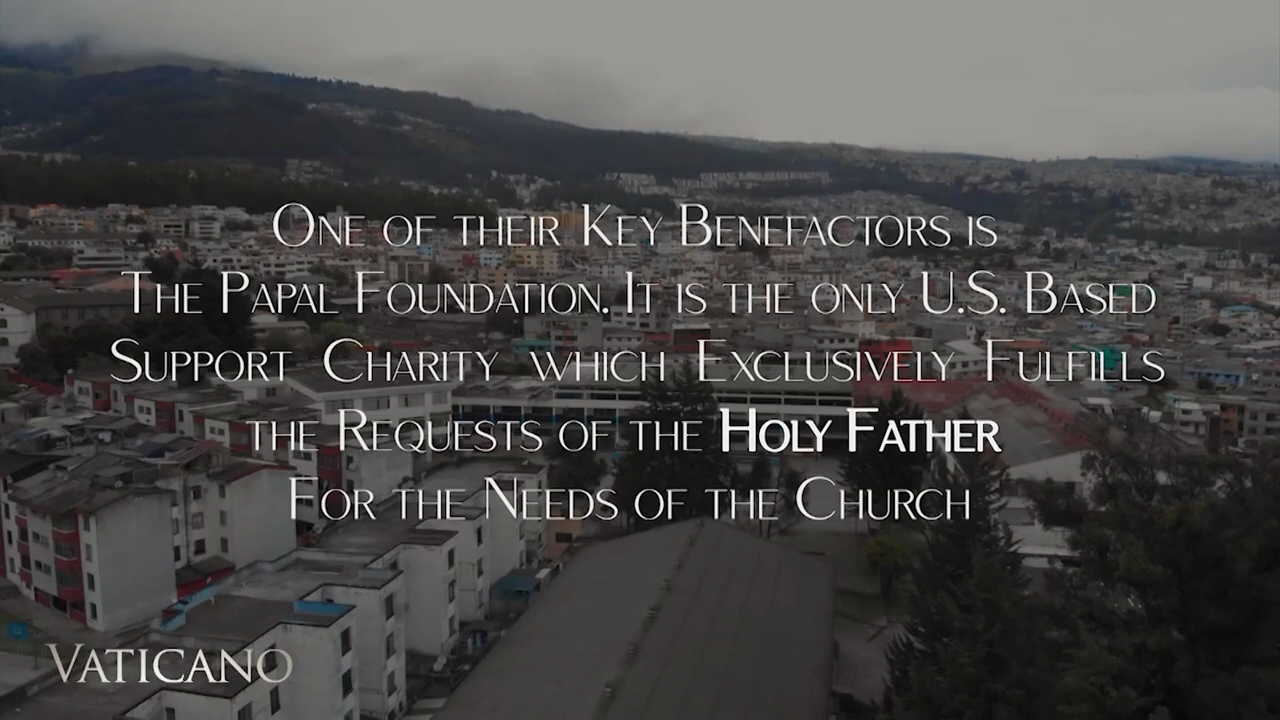 One of their Key Benefactors is
The Papal Foundation. It is the only U.S. Based
Support Charity which Exclusively Fulfills
the Requests of the Holy Father
For the Needs of the Church
Vaticano